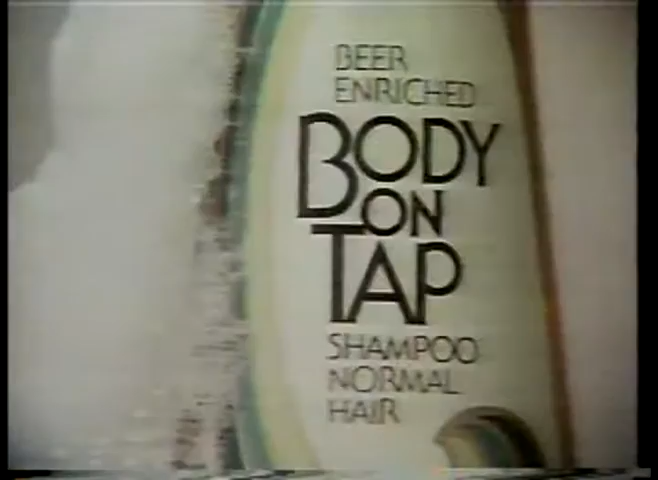 BEER
ENRICHED
BODY
ON
TAP
SHAMPOO
NORMAL
HAIR